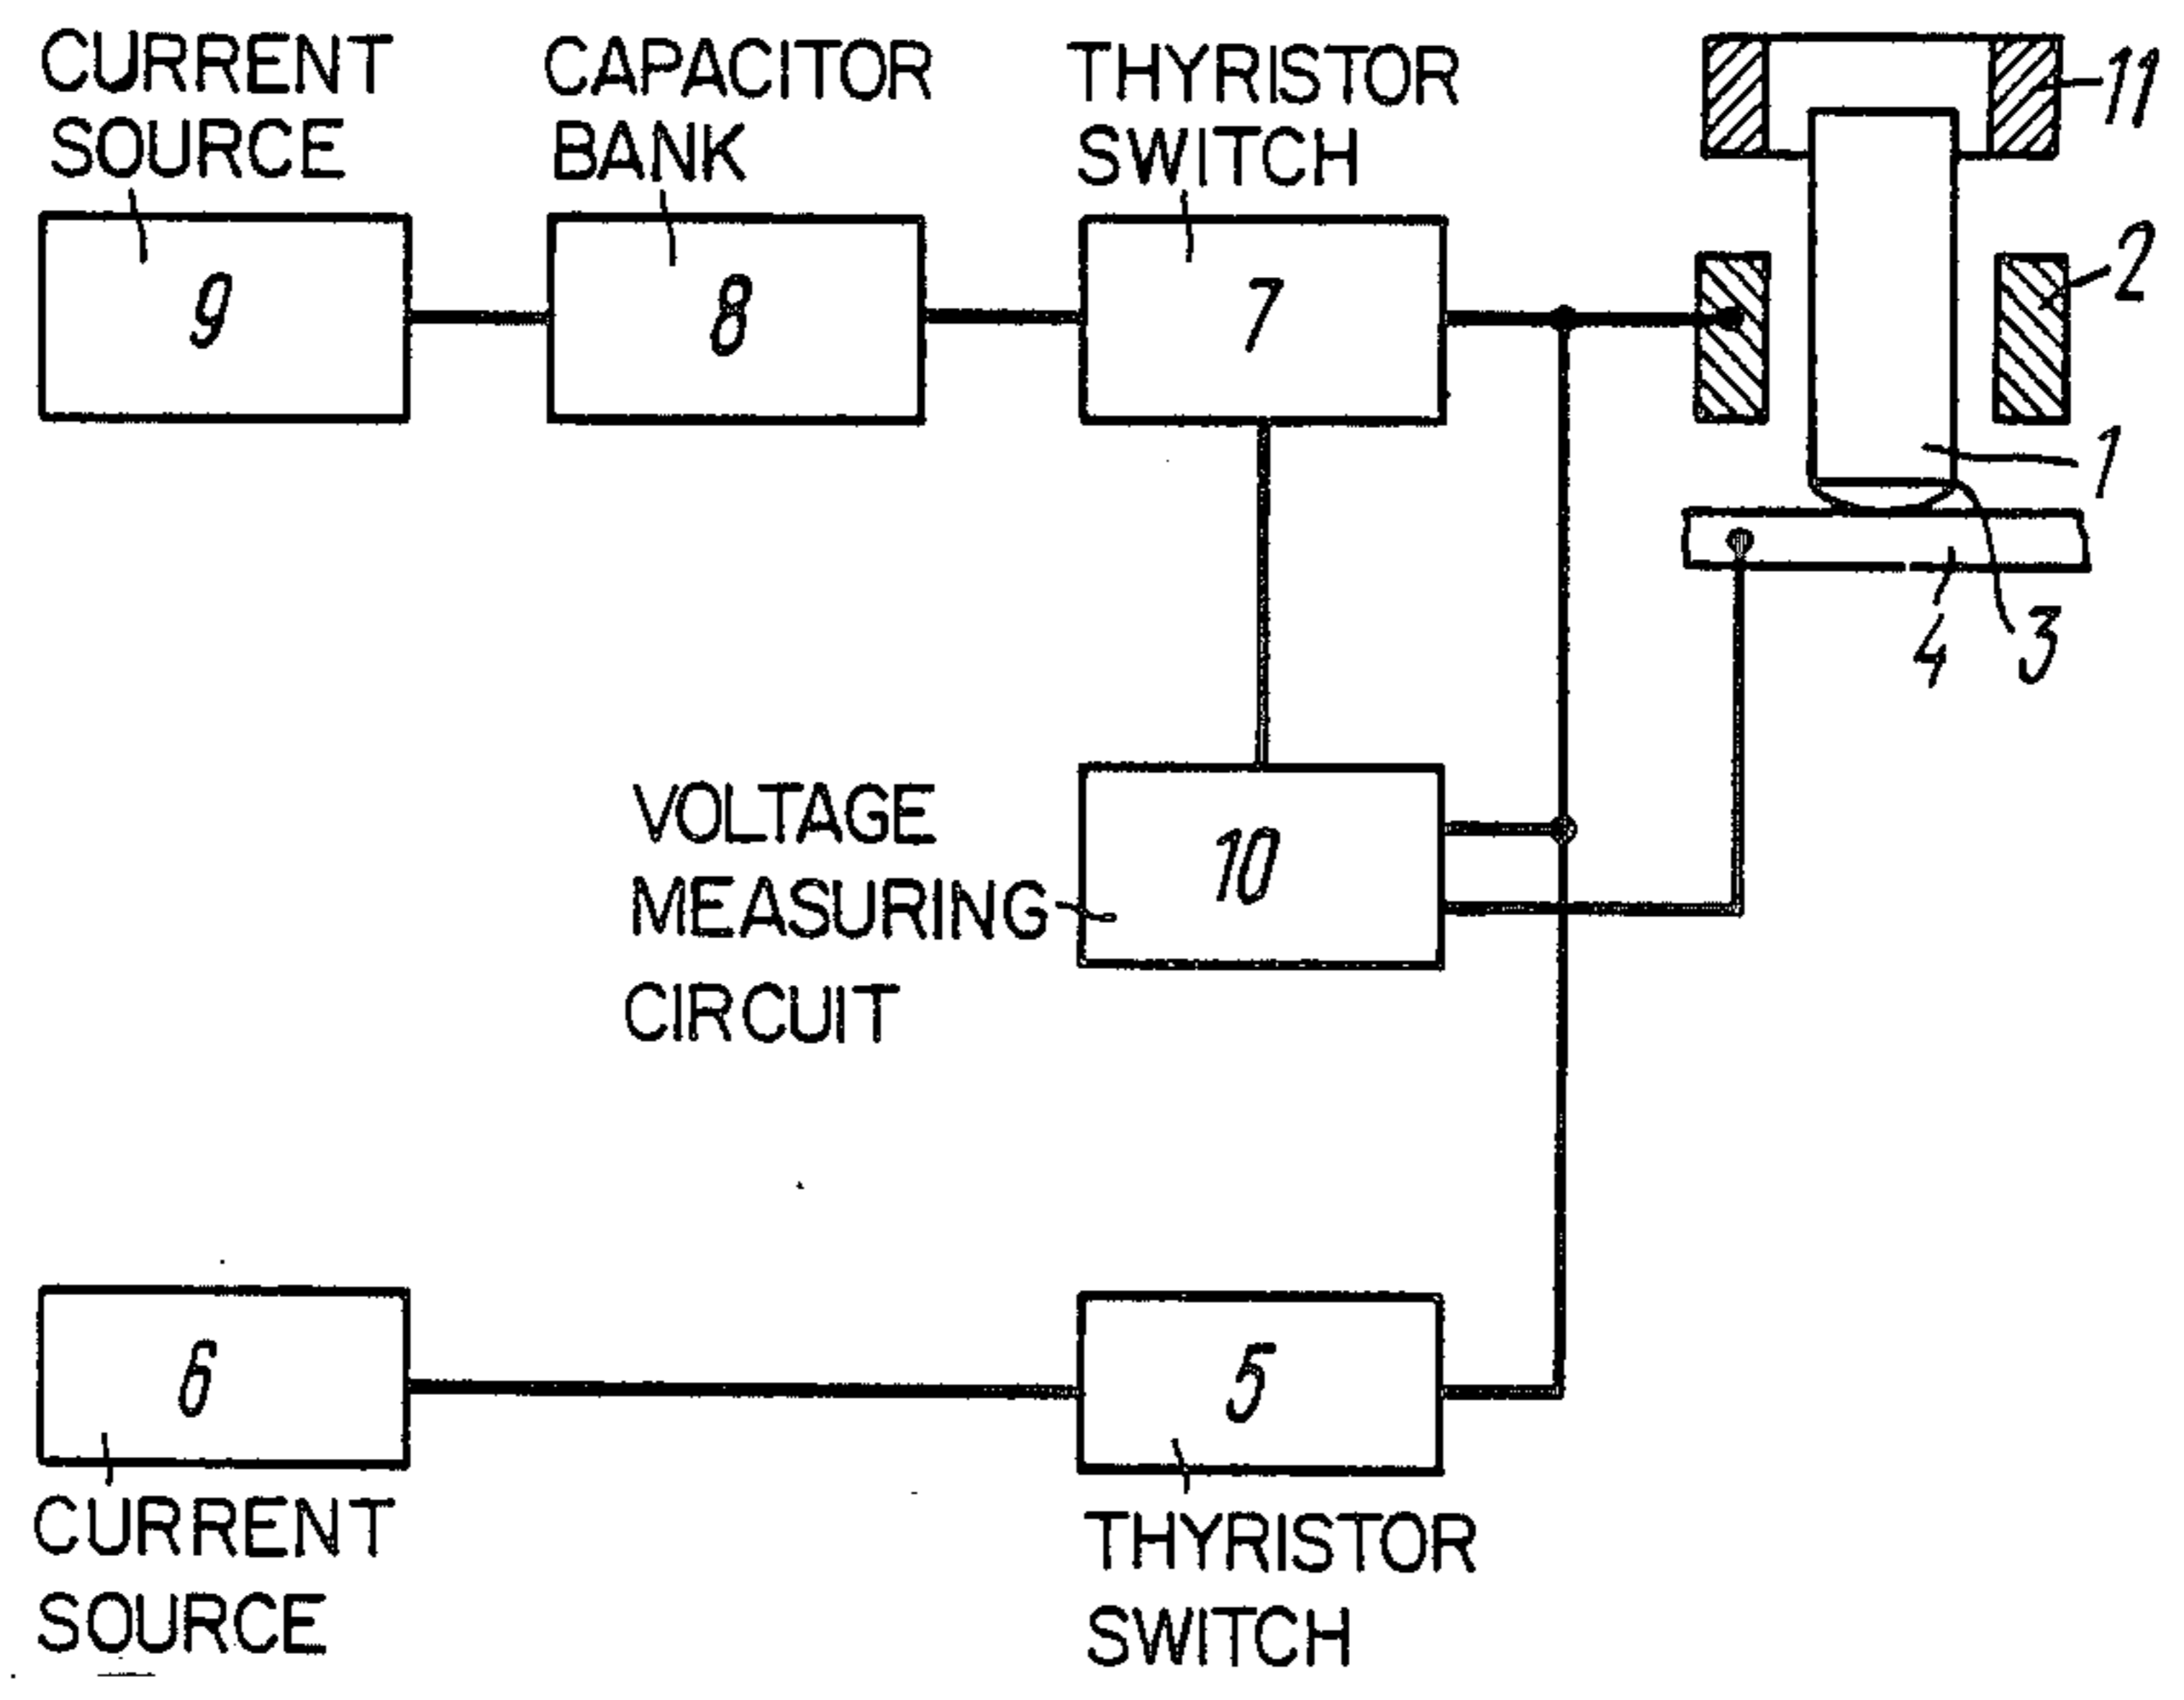 CURRENT
SOURCE
CAPACITOR
BANK
THYRISTOR
SWITCH
11
9
8
7
2
1
4
3
VOLTAGE
MEASURING
CIRCUIT
10
6
5
CURRENT
SOURCE
THYRISTOR
SWITCH